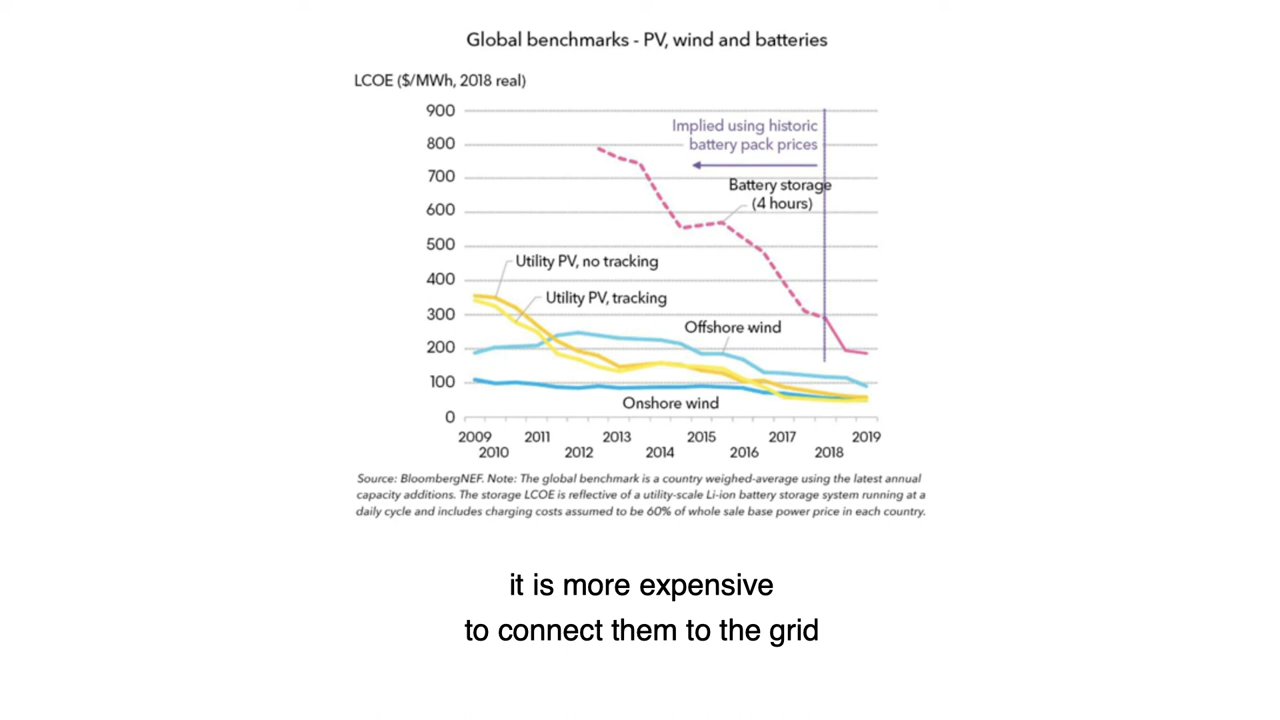 Global benchmarks - PV, wind and batteries
LCOE ($/MWh, 2018 real)
900
800
700
600
500
400
300
200
100
0
Implied using historic
battery pack prices
Battery storage
(4 hours)
Utility PV, no tracking
Utility PV, tracking
Offshore wind
Onshore wind
2009 2011 2013 2015 2017 2019
2010 2012 2014 2016 2018
Source: BloombergNEF. Note: The global benchmark is a country weighed-average using the latest annual
capacity additions. The storage LCOE is reflective of a utility-scale Li-ion battery storage system running at a
daily cycle and includes charging costs assumed to be 60% of whole sale base power price in each country.
it is more expensive
to connect them to the grid